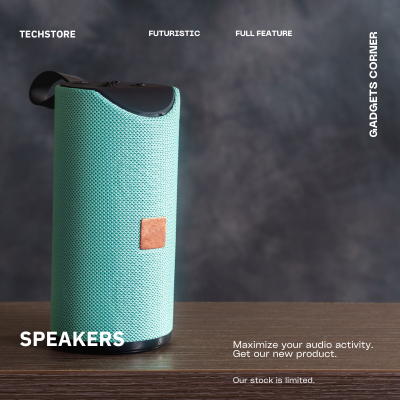 TECHSTORE
FUTURISTIC
FULL FEATURE
GADGETS CORNER
SPEAKERS
Maximize your audio activity.
Get our new product.
Our stock is limited.